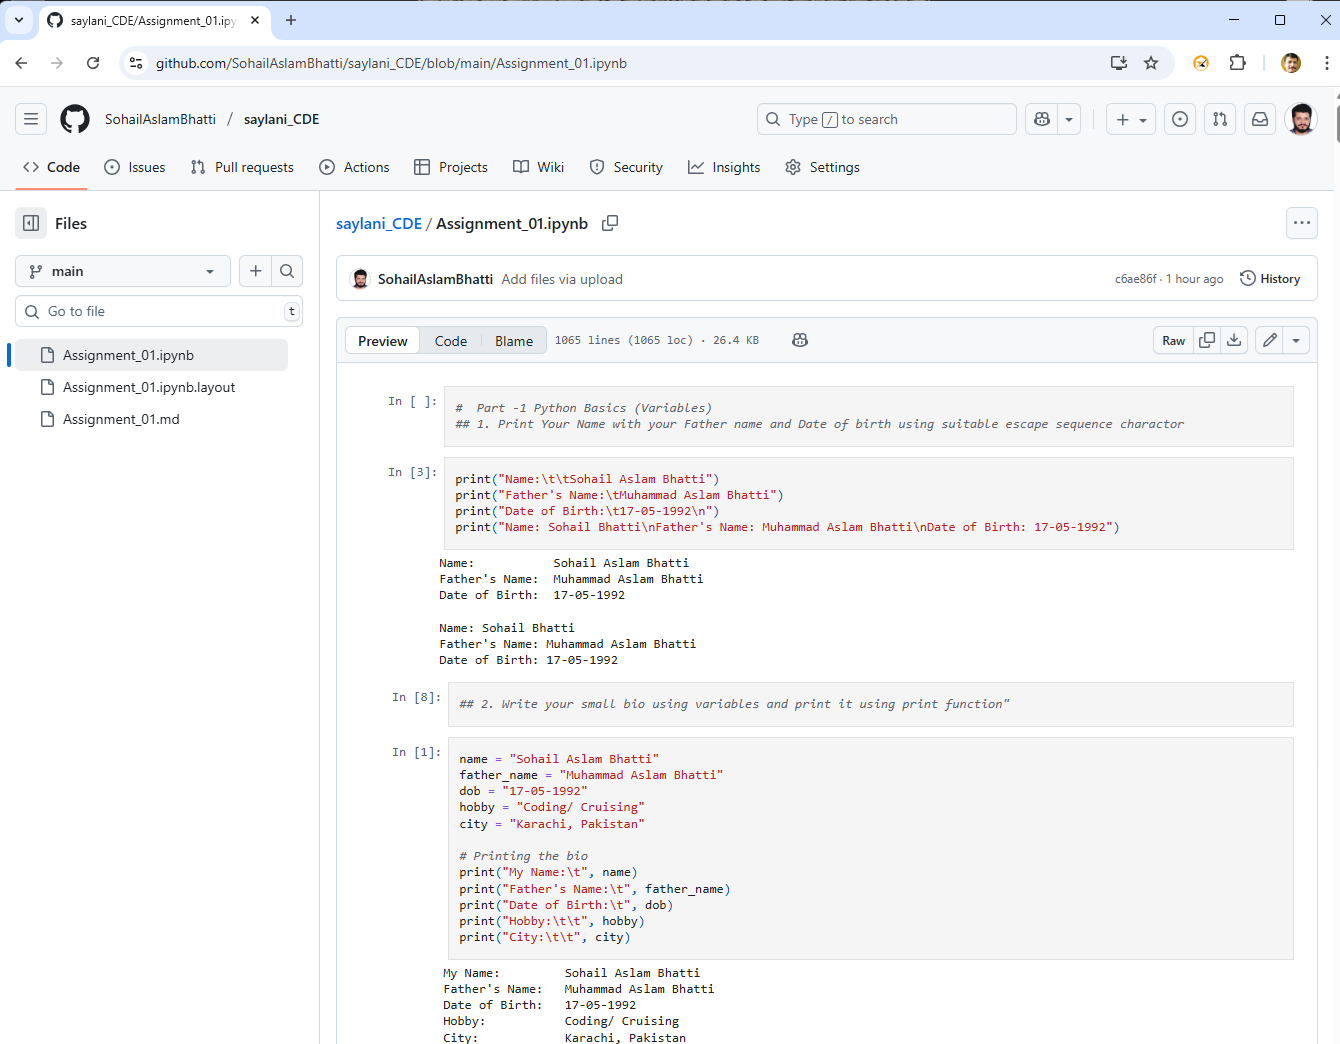 saylani_CDE/Assignment_01.ipy
github.com/SohailAslamBhatti/saylani_CDE/blob/main/Assignment_01.ipynb
SohailAslamBhatti / saylani_CDE
Type / to search
Code Issues Pull requests Actions Projects Wiki Security Insights Settings
Files
main
Go to file t
Assignment_01.ipynb
Assignment_01.ipynb.layout
Assignment_01.md
saylani_CDE / Assignment_01.ipynb
SohailAslamBhatti Add files via upload c6ae86f · 1 hour ago History
Preview Code Blame 1065 lines (1065 loc) · 26.4 KB Raw
In [ ]:
#  Part -1 Python Basics (Variables)
## 1. Print Your Name with your Father name and Date of birth using suitable escape sequence charactor
In [3]:
print("Name:\t\tSohail Aslam Bhatti")
print("Father's Name:\tMuhammad Aslam Bhatti")
print("Date of Birth:\t17-05-1992\n")
print("Name: Sohail Bhatti\nFather's Name: Muhammad Aslam Bhatti\nDate of Birth: 17-05-1992")
Name:           Sohail Aslam Bhatti
Father's Name:  Muhammad Aslam Bhatti
Date of Birth:  17-05-1992
Name: Sohail Bhatti
Father's Name: Muhammad Aslam Bhatti
Date of Birth: 17-05-1992
In [8]:
## 2. Write your small bio using variables and print it using print function"
In [1]:
name = "Sohail Aslam Bhatti"
father_name = "Muhammad Aslam Bhatti"
dob = "17-05-1992"
hobby = "Coding/ Cruising"
city = "Karachi, Pakistan"
# Printing the bio
print("My Name:\t", name)
print("Father's Name:\t", father_name)
print("Date of Birth:\t", dob)
print("Hobby:\t\t", hobby)
print("City:\t\t", city)
My Name:         Sohail Aslam Bhatti
Father's Name:   Muhammad Aslam Bhatti
Date of Birth:   17-05-1992
Hobby:           Coding/ Cruising
City:            Karachi, Pakistan